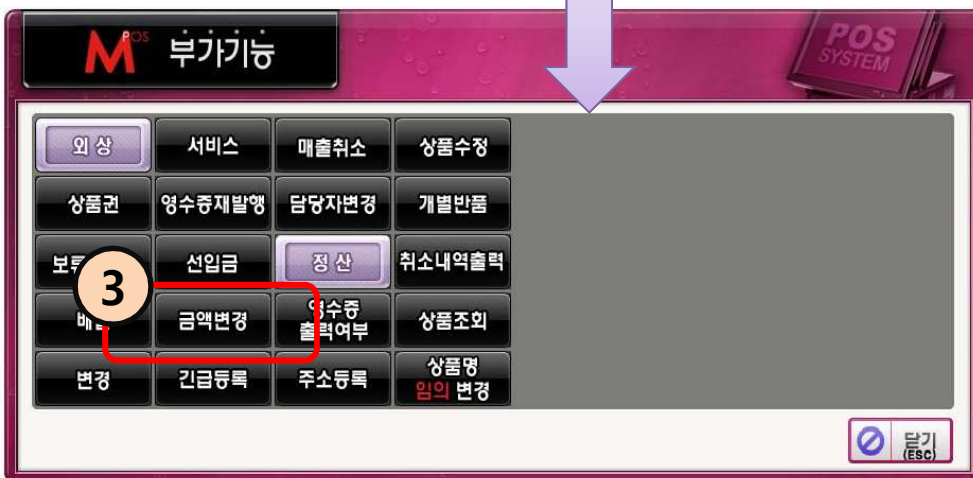 MPOS 부가기능
POS
SYSTEM
외 상 서비스 매출취소 상품수정
상품권 영수증재발행 담당자변경 개별반품
선입금 정 산 취소내역출력
3
금액변경 영수증 상품조회
출력여부
변경 긴급등록 주소등록 상품명
임의 변경
닫기
(ESC)